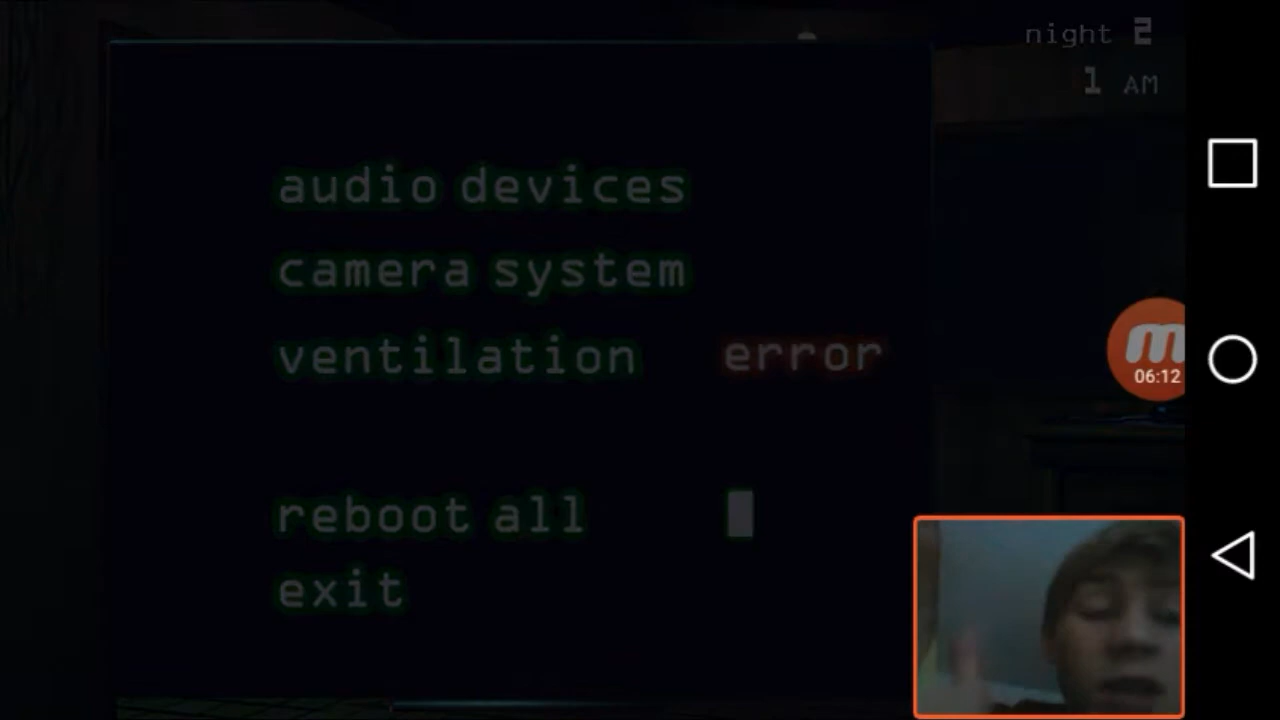 night 2
1 AM
audio devices
camera system
ventilation error
m
06:12
reboot all
exit